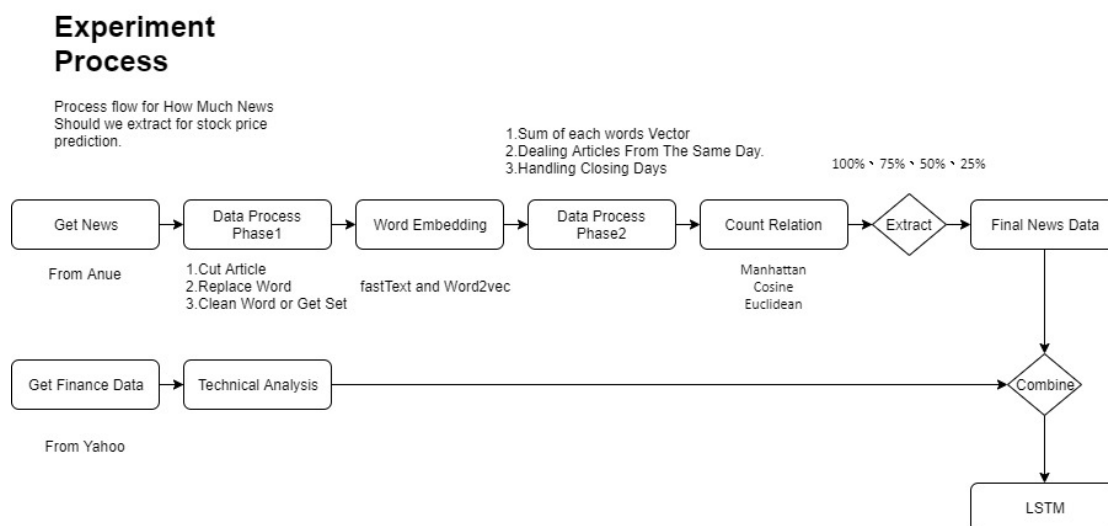 Experiment
Process
Process flow for How Much News
Should we extract for stock price
prediction.
1.Sum of each words Vector
2.Dealing Articles From The Same Day.
3.Handling Closing Days
100%、75%、50%、25%
Get News
Data Process
Phase1
Word Embedding
Data Process
Phase2
Count Relation
Extract
Final News Data
From Anue
1.Cut Article
2.Replace Word
3.Clean Word or Get Set
fastText and Word2vec
Manhattan
Cosine
Euclidean
Get Finance Data
Technical Analysis
Combine
From Yahoo
LSTM